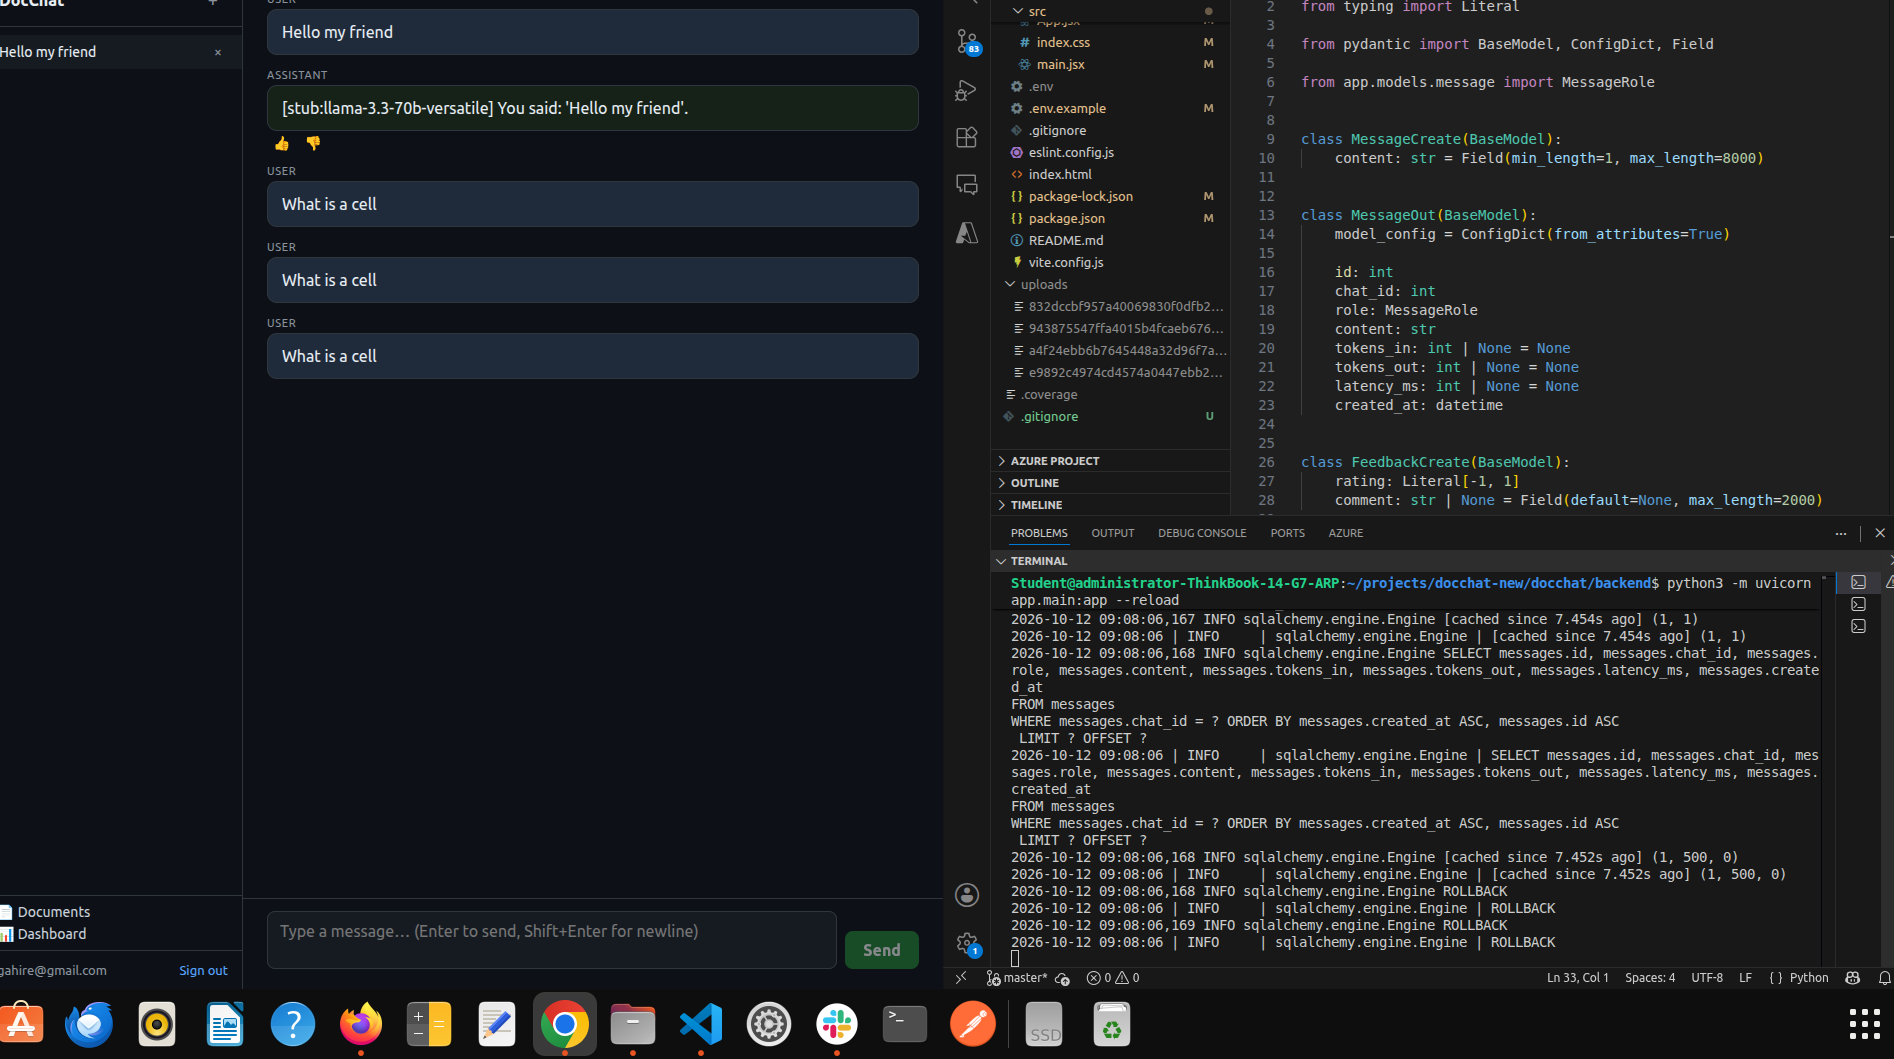 DocChat +
Hello my friend ×
Documents
Dashboard
gahire@gmail.com Sign out
USER
Hello my friend
ASSISTANT
[stub:llama-3.3-70b-versatile] You said: 'Hello my friend'.
USER
What is a cell
USER
What is a cell
USER
What is a cell
Type a message… (Enter to send, Shift+Enter for newline)
Send
83
1
src
App.jsx M
index.css M
main.jsx M
.env
.env.example M
.gitignore
eslint.config.js
index.html
package-lock.json M
package.json M
README.md
vite.config.js
uploads
832dccbf957a40069830f0dfb2...
943875547ffa4015b4fcaeb676...
a4f24ebb6b7645448a32d96f7a...
e9892c4974cd4574a0447ebb2...
.coverage
.gitignore U
AZURE PROJECT
OUTLINE
TIMELINE
2 from typing import Literal
3
4 from pydantic import BaseModel, ConfigDict, Field
5
6 from app.models.message import MessageRole
7
8
9 class MessageCreate(BaseModel):
10 content: str = Field(min_length=1, max_length=8000)
11
12
13 class MessageOut(BaseModel):
14 model_config = ConfigDict(from_attributes=True)
15
16 id: int
17 chat_id: int
18 role: MessageRole
19 content: str
20 tokens_in: int | None = None
21 tokens_out: int | None = None
22 latency_ms: int | None = None
23 created_at: datetime
24
25
26 class FeedbackCreate(BaseModel):
27 rating: Literal[-1, 1]
28 comment: str | None = Field(default=None, max_length=2000)
PROBLEMS OUTPUT DEBUG CONSOLE PORTS AZURE
TERMINAL
Student@administrator-ThinkBook-14-G7-ARP:~/projects/docchat-new/docchat/backend$ python3 -m uvicorn
app.main:app --reload
2026-10-12 09:08:06,167 INFO sqlalchemy.engine.Engine [cached since 7.454s ago] (1, 1)
2026-10-12 09:08:06 | INFO | sqlalchemy.engine.Engine | [cached since 7.454s ago] (1, 1)
2026-10-12 09:08:06,168 INFO sqlalchemy.engine.Engine SELECT messages.id, messages.chat_id, messages.
role, messages.content, messages.tokens_in, messages.tokens_out, messages.latency_ms, messages.create
d_at
FROM messages
WHERE messages.chat_id = ? ORDER BY messages.created_at ASC, messages.id ASC
LIMIT ? OFFSET ?
2026-10-12 09:08:06 | INFO | sqlalchemy.engine.Engine | SELECT messages.id, messages.chat_id, mes
sages.role, messages.content, messages.tokens_in, messages.tokens_out, messages.latency_ms, messages.
created_at
FROM messages
WHERE messages.chat_id = ? ORDER BY messages.created_at ASC, messages.id ASC
LIMIT ? OFFSET ?
2026-10-12 09:08:06,168 INFO sqlalchemy.engine.Engine [cached since 7.452s ago] (1, 500, 0)
2026-10-12 09:08:06 | INFO | sqlalchemy.engine.Engine | [cached since 7.452s ago] (1, 500, 0)
2026-10-12 09:08:06,168 INFO sqlalchemy.engine.Engine ROLLBACK
2026-10-12 09:08:06 | INFO | sqlalchemy.engine.Engine | ROLLBACK
2026-10-12 09:08:06,169 INFO sqlalchemy.engine.Engine ROLLBACK
2026-10-12 09:08:06 | INFO | sqlalchemy.engine.Engine | ROLLBACK
master* 0 0 Ln 33, Col 1 Spaces: 4 UTF-8 LF { } Python
SSD